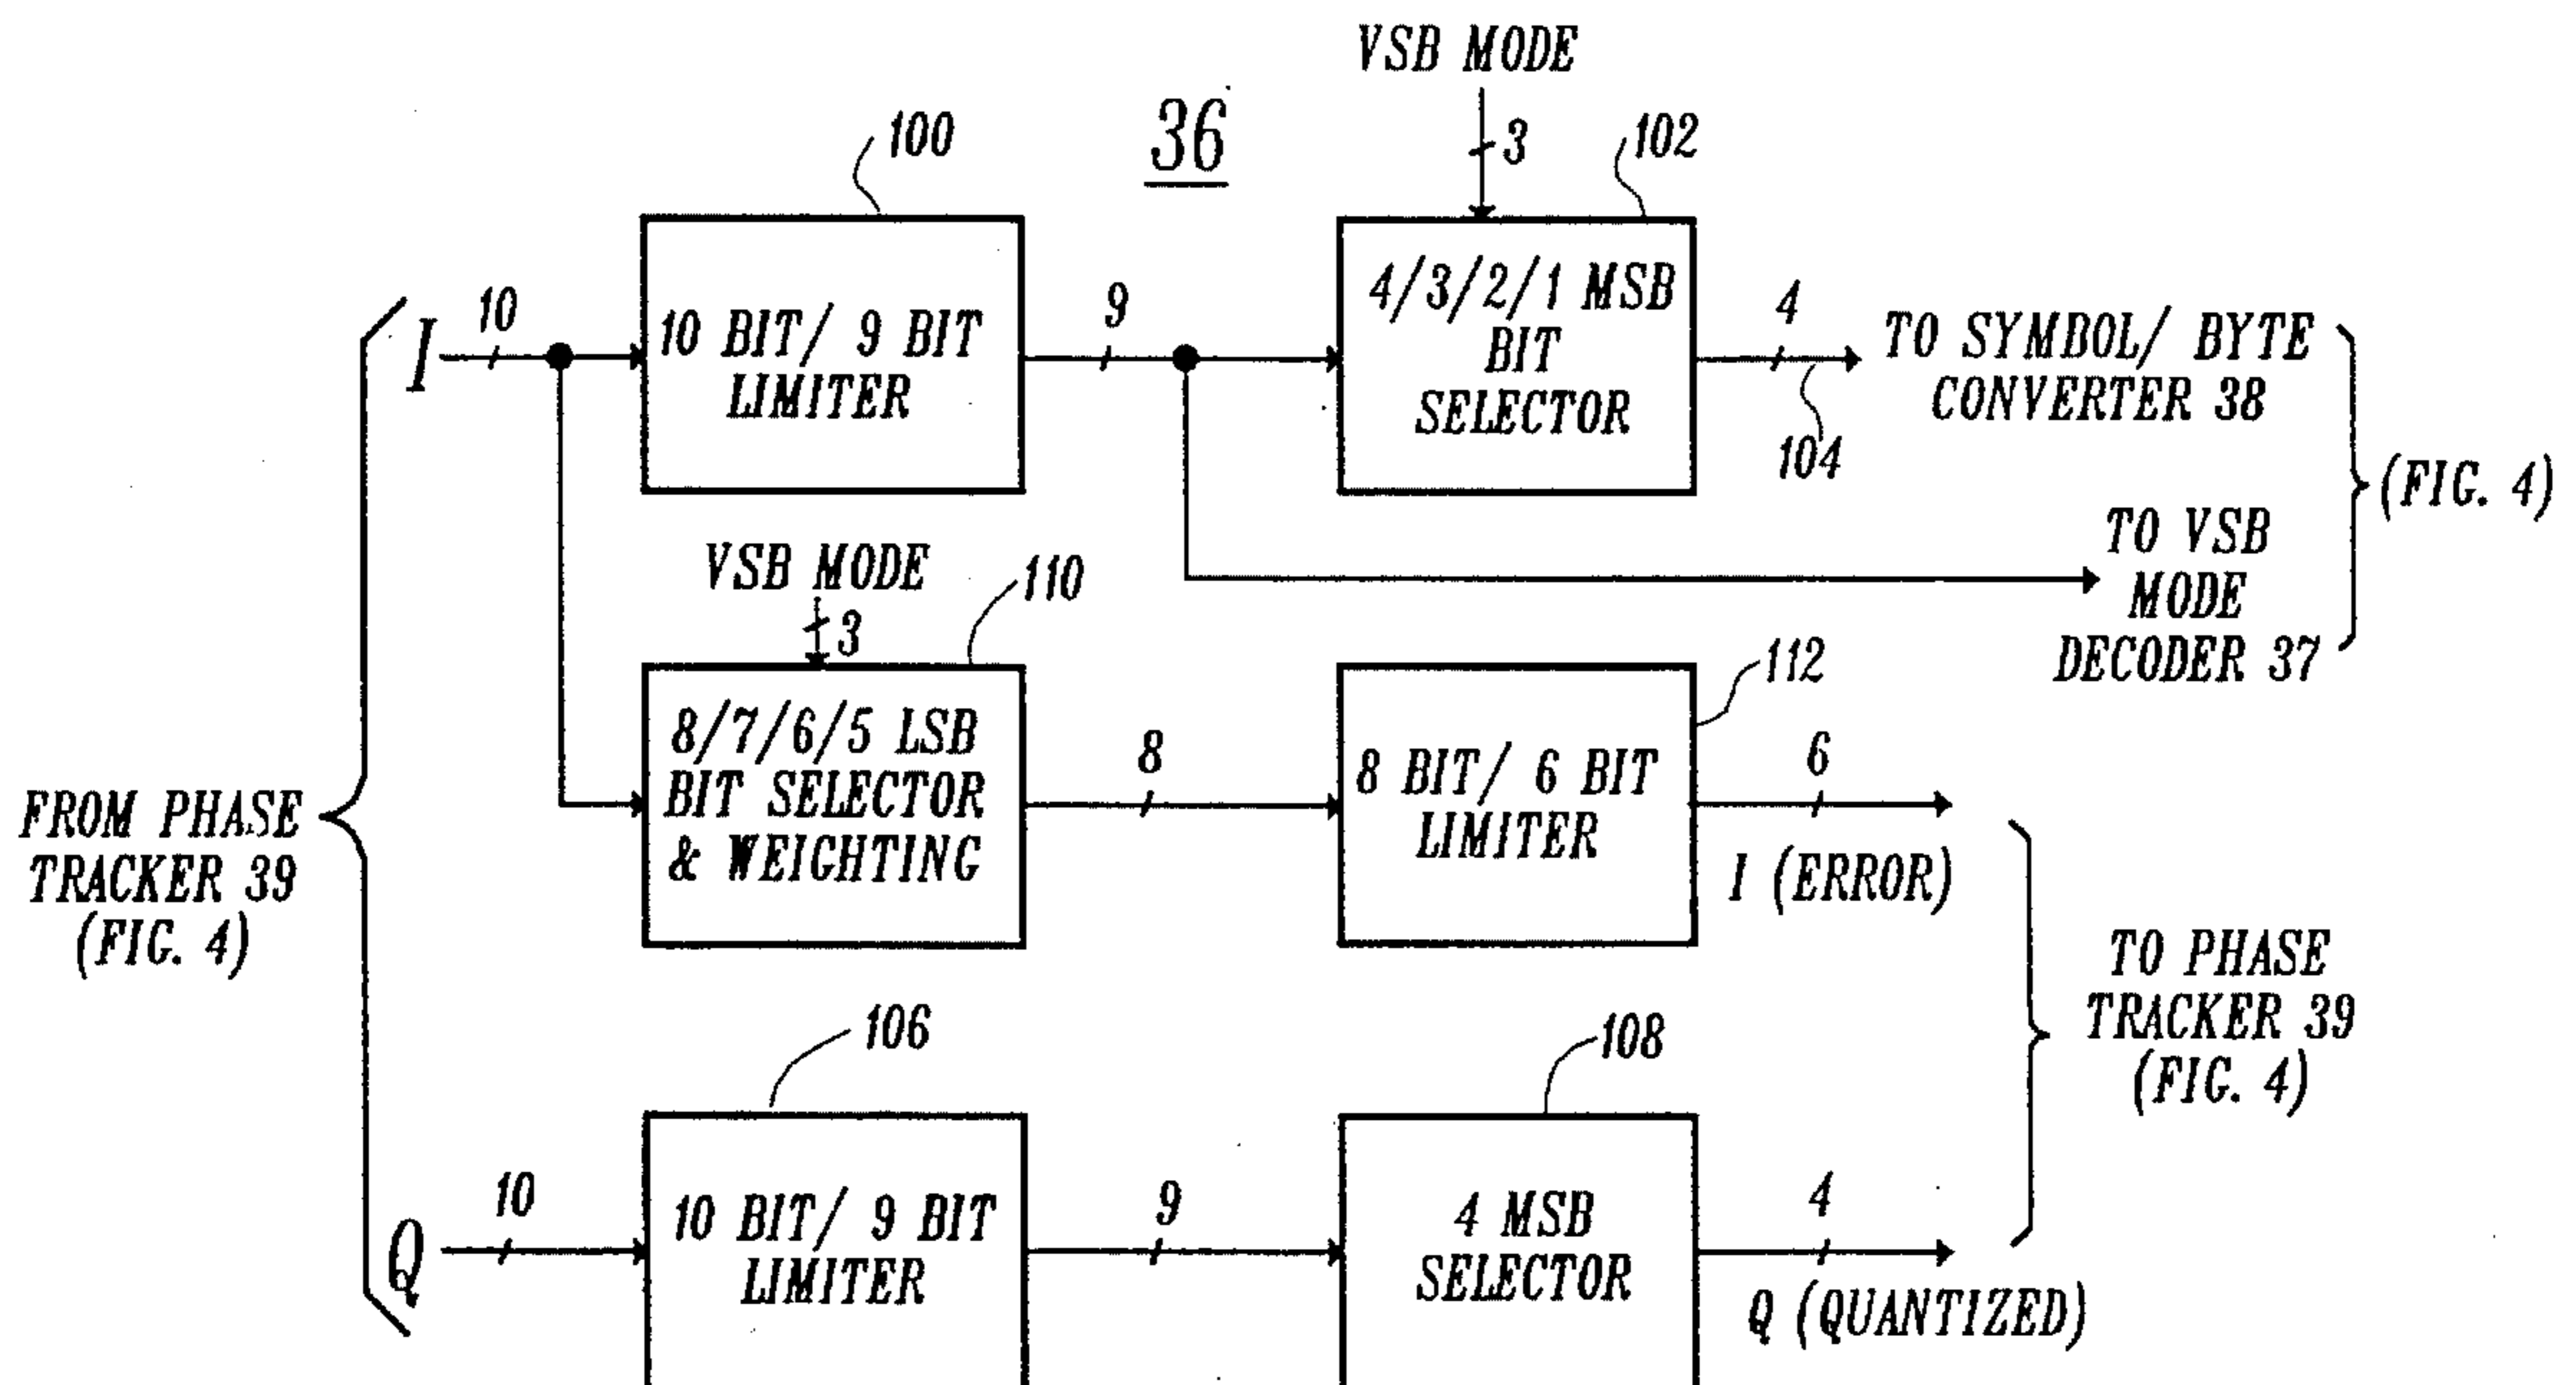 VSB MODE
3
36
100
102
I
10
10 BIT/ 9 BIT
LIMITER
9
4/3/2/1 MSB
BIT
SELECTOR
4
104
TO SYMBOL/ BYTE
CONVERTER 38
(FIG. 4)
TO VSB
MODE
DECODER 37
VSB MODE
3
110
8/7/6/5 LSB
BIT SELECTOR
& WEIGHTING
8
112
8 BIT/ 6 BIT
LIMITER
6
I (ERROR)
FROM PHASE
TRACKER 39
(FIG. 4)
TO PHASE
TRACKER 39
(FIG. 4)
106
108
Q
10
10 BIT/ 9 BIT
LIMITER
9
4 MSB
SELECTOR
4
Q (QUANTIZED)